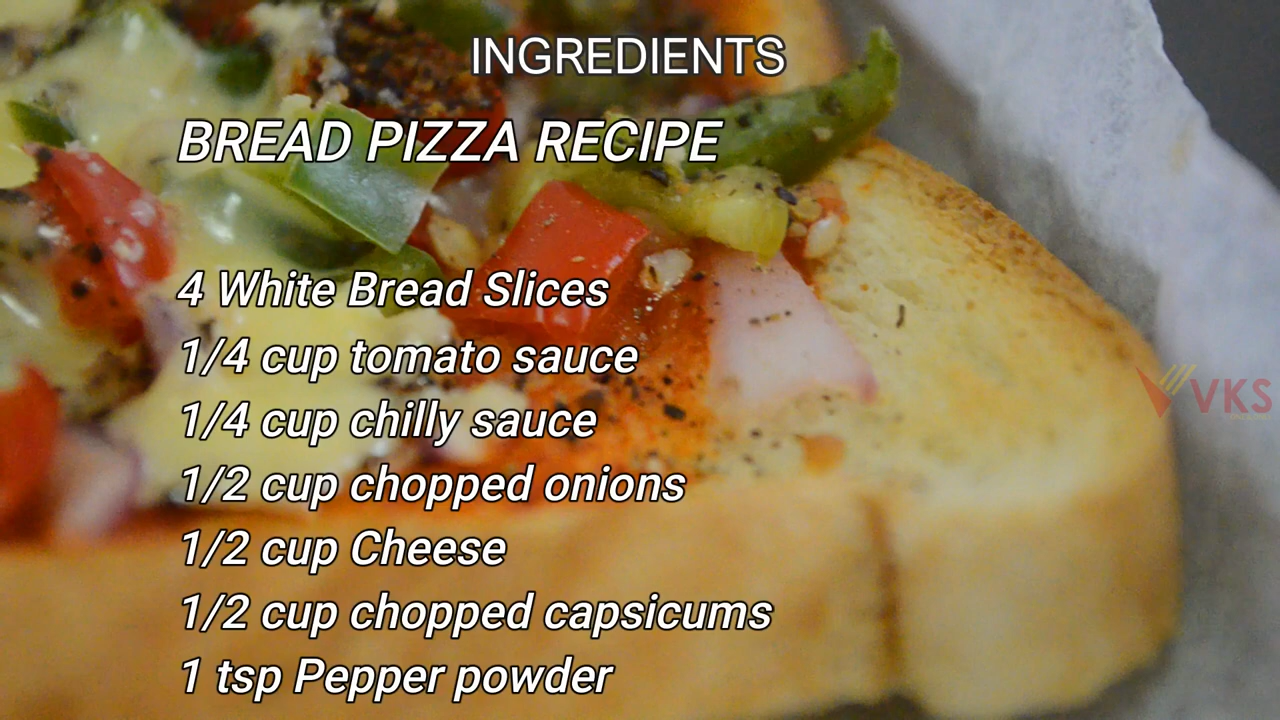 INGREDIENTS
BREAD PIZZA RECIPE
4 White Bread Slices
1/4 cup tomato sauce
1/4 cup chilly sauce
VKS
1/2 cup chopped onions
1/2 cup Cheese
1/2 cup chopped capsicums
1 tsp Pepper powder